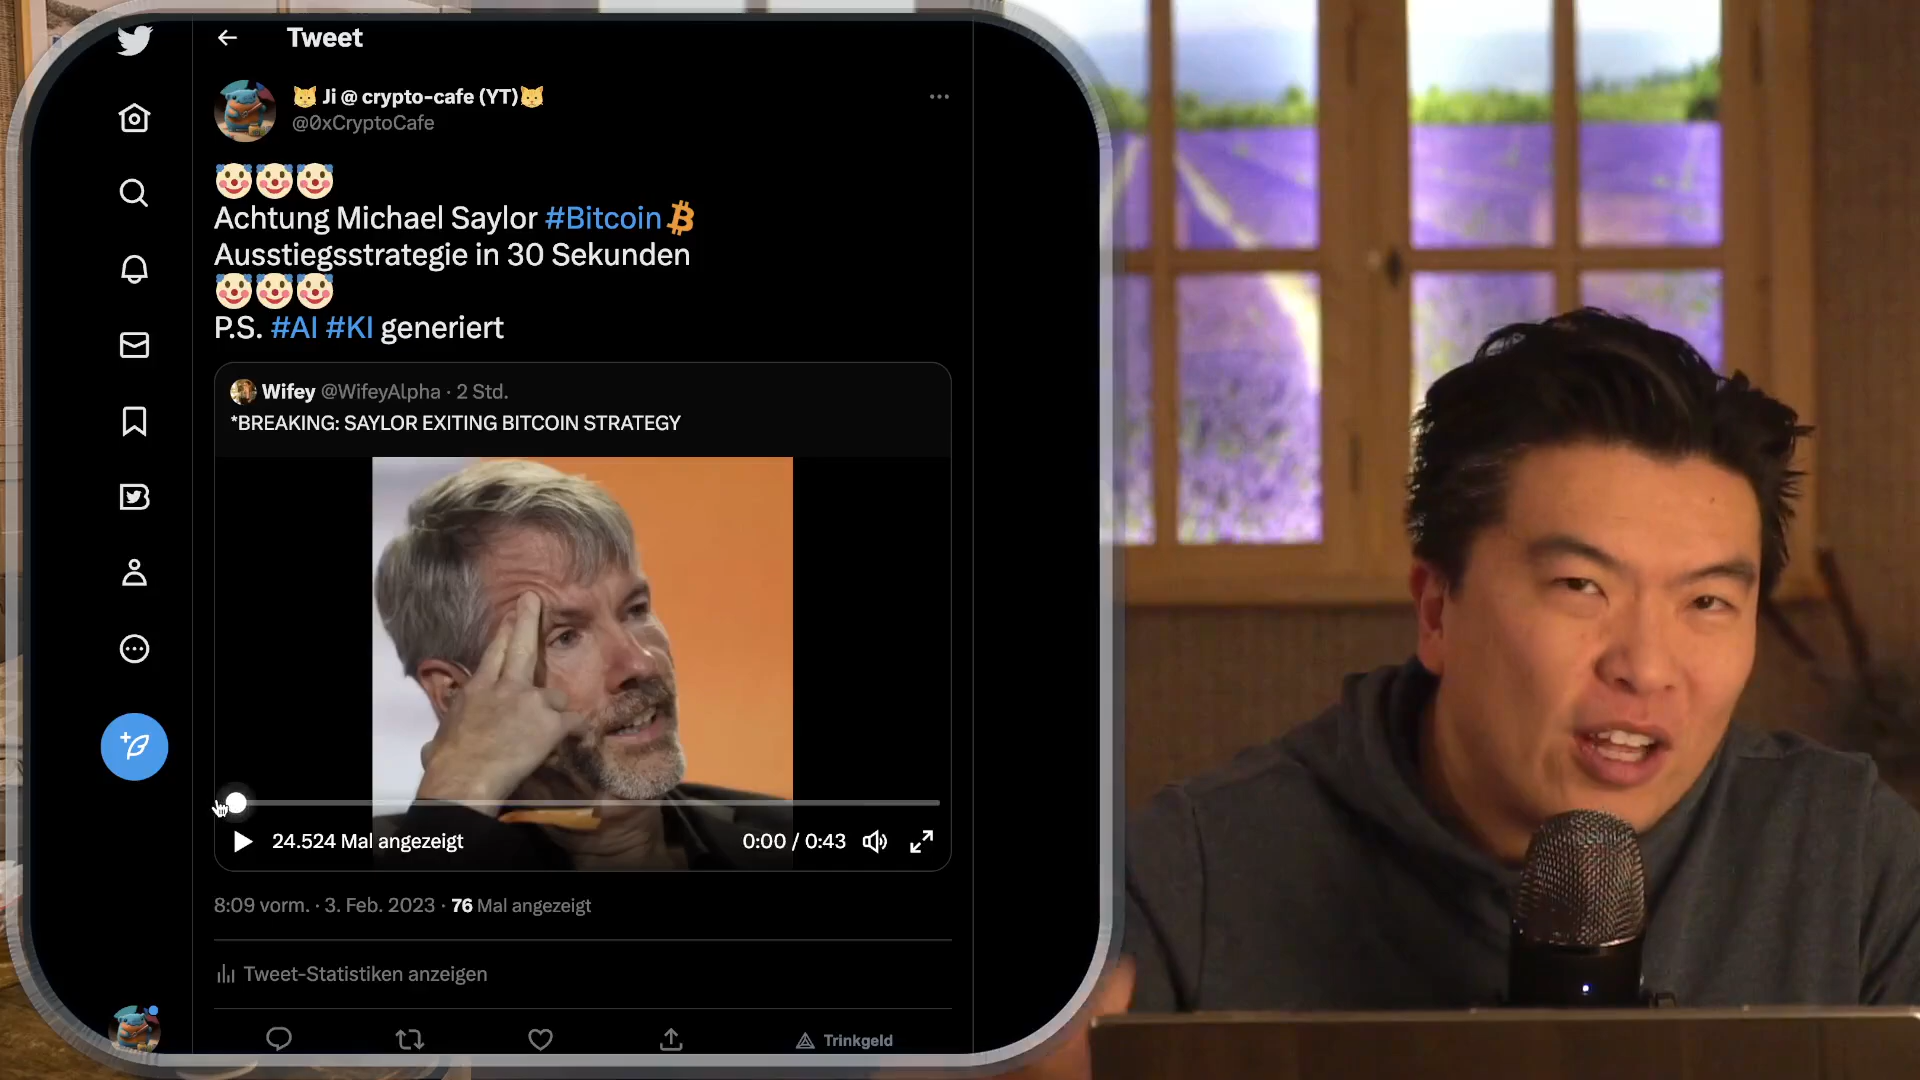 Tweet
Ji @ crypto-cafe (YT)
@0xCryptoCafe
Achtung Michael Saylor #Bitcoin
Ausstiegsstrategie in 30 Sekunden
P.S. #AI #KI generiert
Wifey @WifeyAlpha · 2 Std.
*BREAKING: SAYLOR EXITING BITCOIN STRATEGY
24.524 Mal angezeigt
0:00 / 0:43
8:09 vorm. · 3. Feb. 2023 · 76 Mal angezeigt
Tweet-Statistiken anzeigen
Trinkgeld